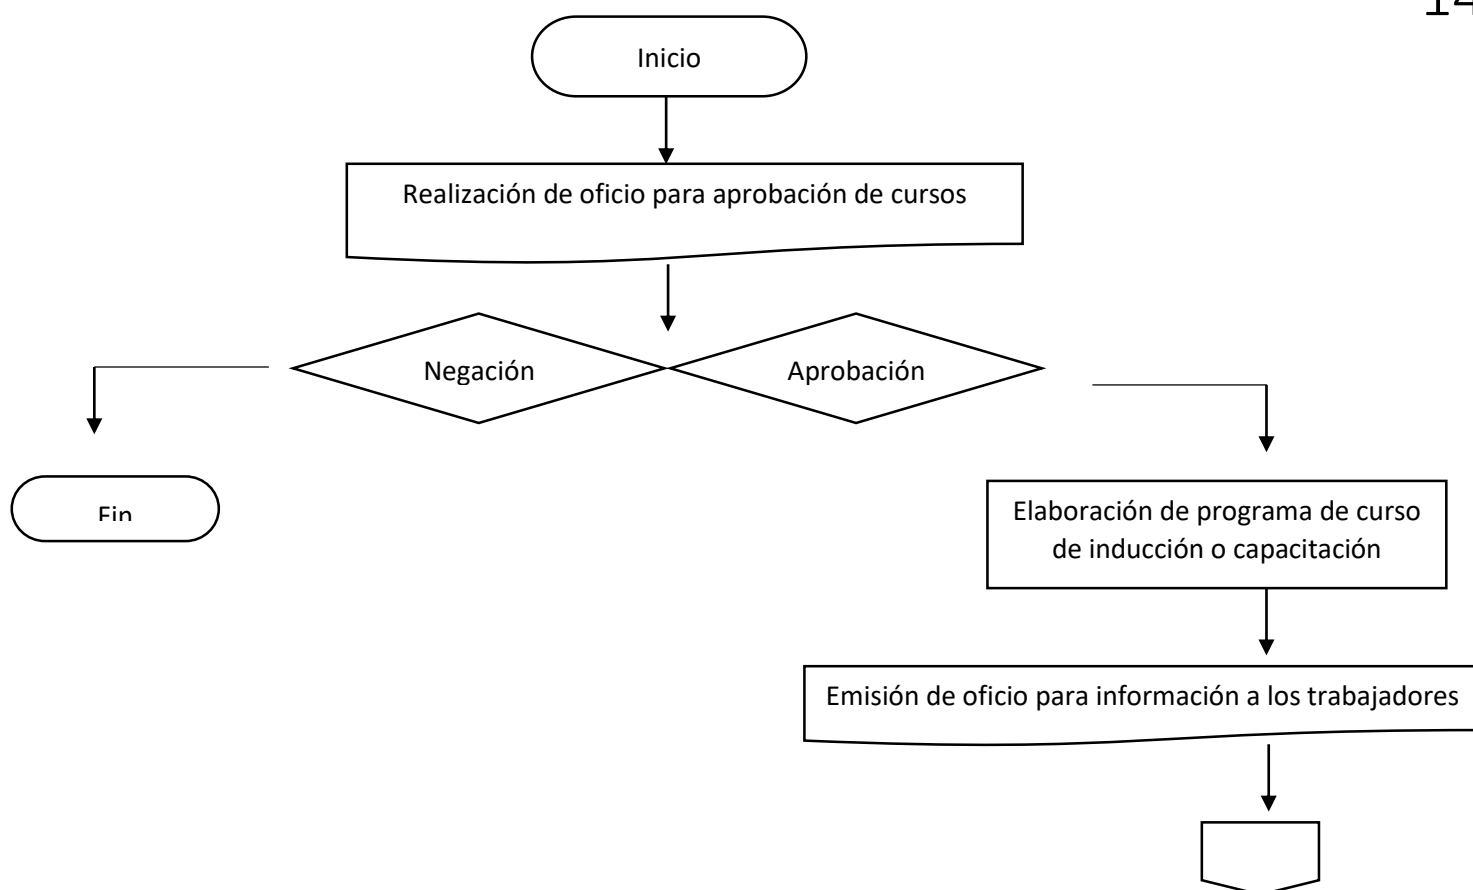 14
Inicio
Realización de oficio para aprobación de cursos
Negación
Aprobación
Fin
Elaboración de programa de curso
de inducción o capacitación
Emisión de oficio para información a los trabajadores